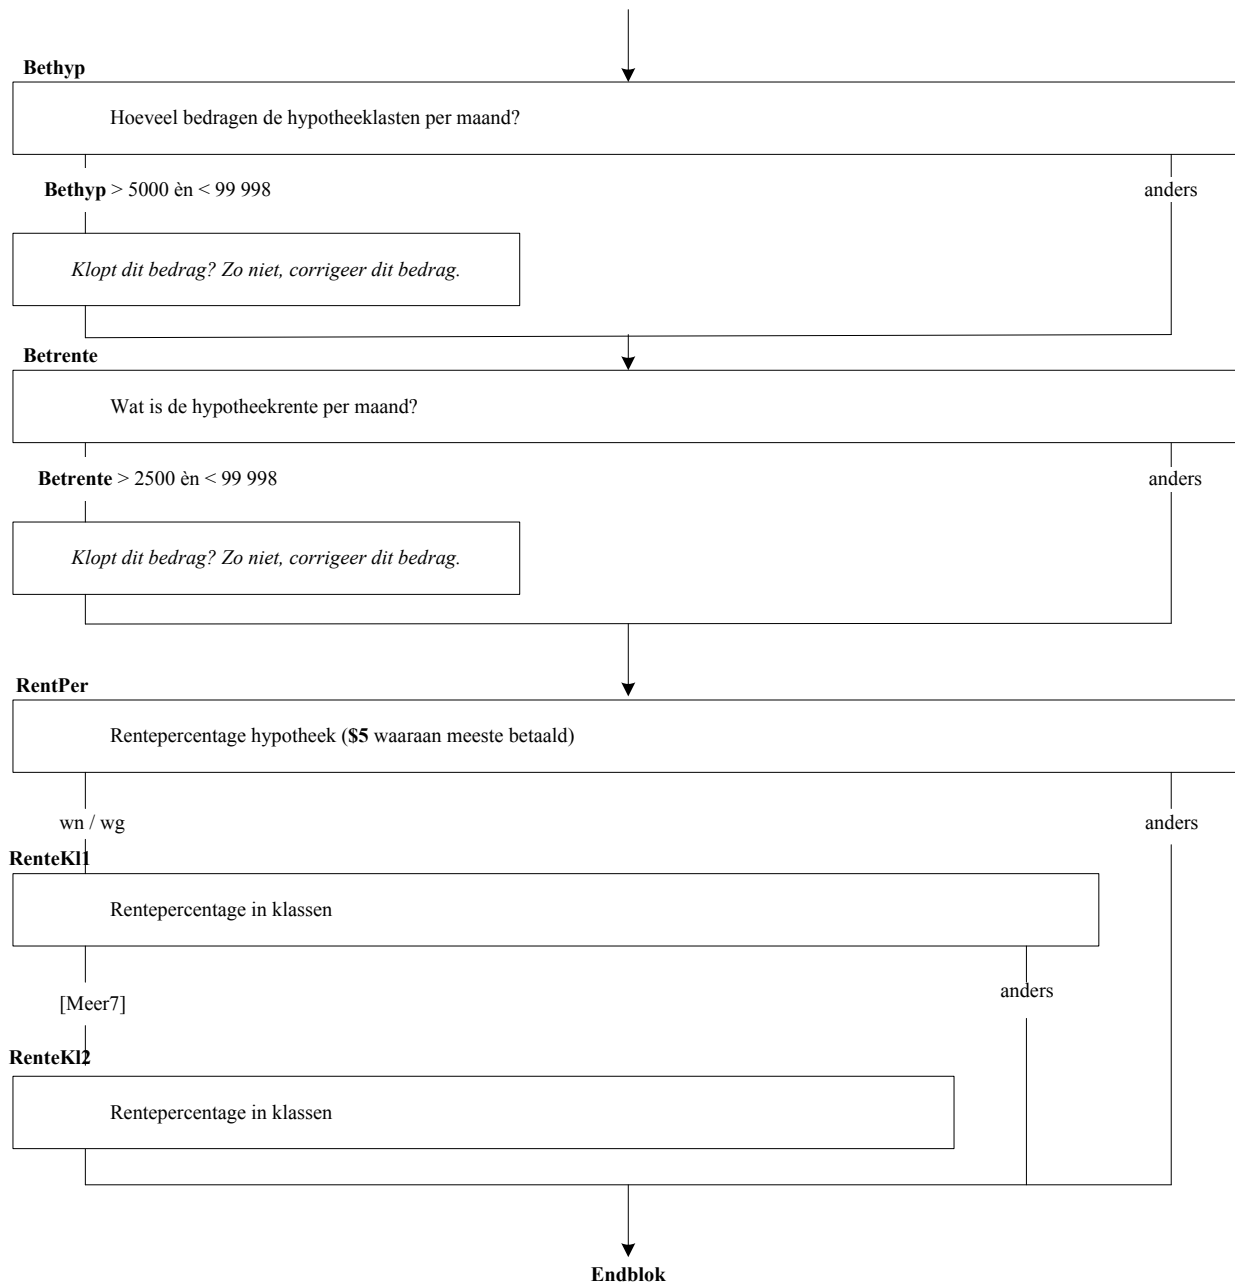 Bethyp
Hoeveel bedragen de hypotheeklasten per maand?
Bethyp > 5000 èn < 99 998
anders
Klopt dit bedrag? Zo niet, corrigeer dit bedrag.
Betrente
Wat is de hypotheekrente per maand?
Betrente > 2500 èn < 99 998
anders
Klopt dit bedrag? Zo niet, corrigeer dit bedrag.
RentPer
Rentepercentage hypotheek ($5 waaraan meeste betaald)
wn / wg
anders
RenteKl1
Rentepercentage in klassen
[Meer7]
anders
RenteKl2
Rentepercentage in klassen
Endblok